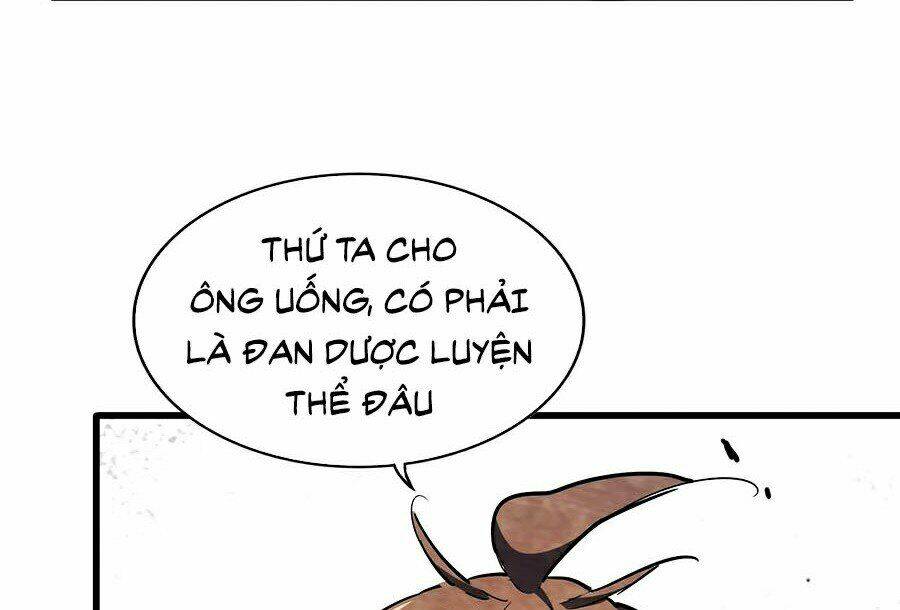 THỨ TA CHO
ÔNG UỐNG, CÓ PHẢI
LÀ ĐAN DƯỢC LUYỆN
THỂ ĐÂU